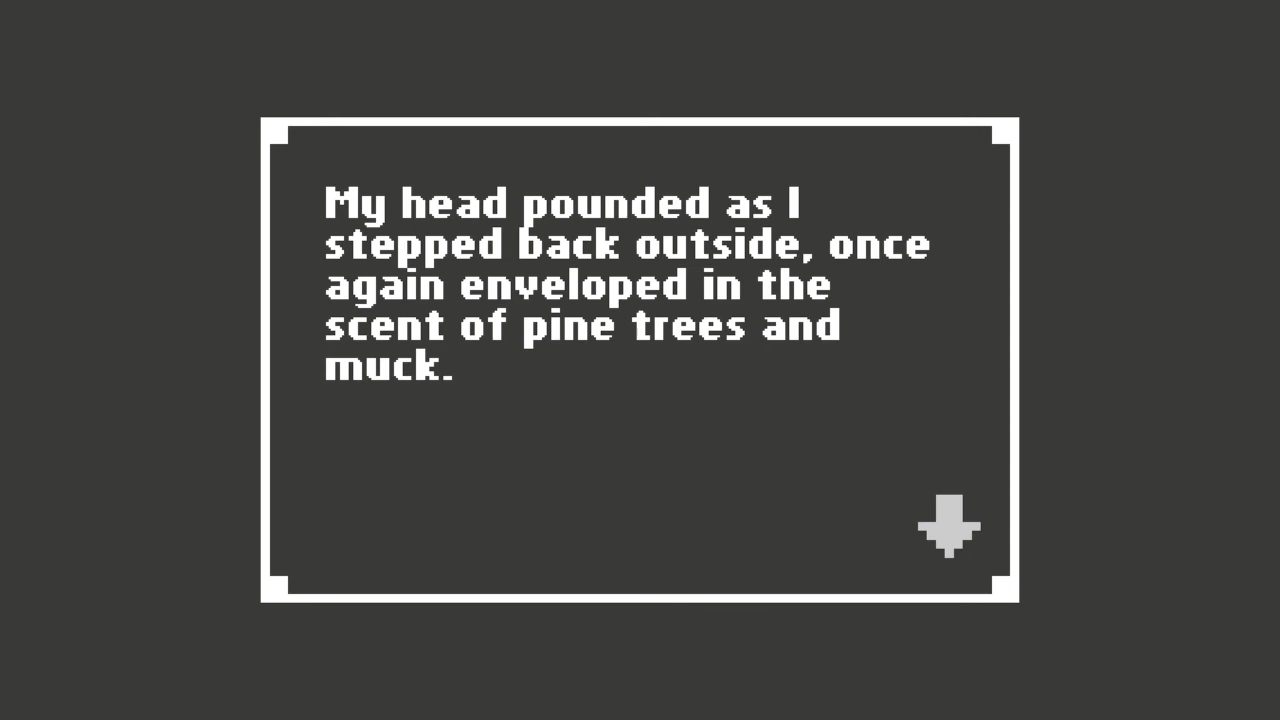 My head pounded as I
stepped back outside, once
again enveloped in the
scent of pine trees and
muck.